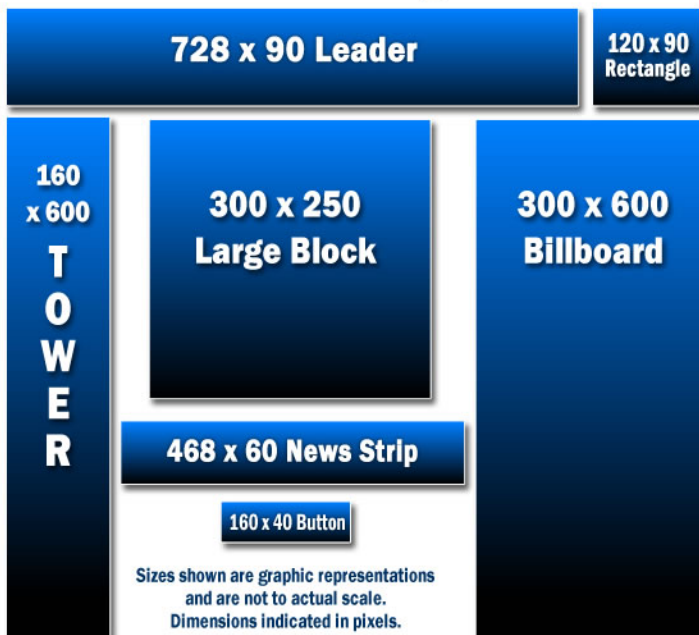 728 x 90 Leader
120 x 90
Rectangle
160
x 600
T
O
W
E
R
300 x 250
Large Block
300 x 600
Billboard
468 x 60 News Strip
160 x 40 Button
Sizes shown are graphic representations
and are not to actual scale.
Dimensions indicated in pixels.